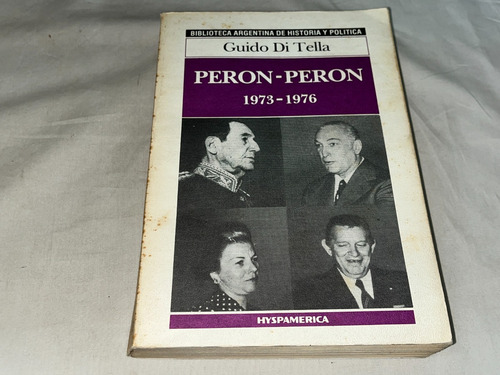 BIBLIOTECA ARGENTINA DE HISTORIA Y POLITICA
Guido Di Tella
PERON-PERON
1973-1976
HYSPAMERICA